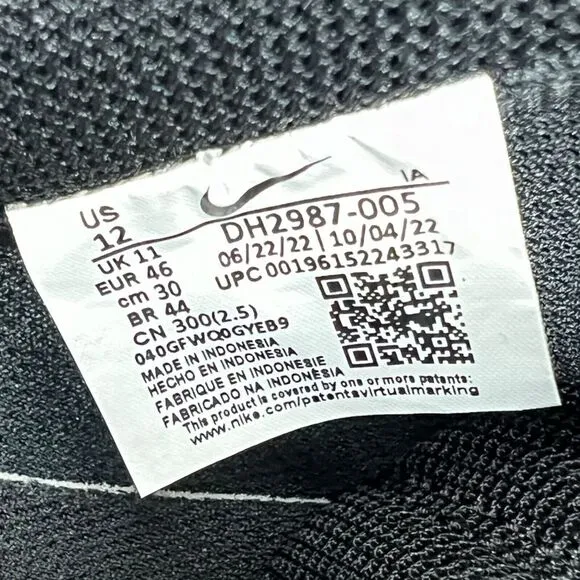 IA
US
12
UK 11
EUR 46
cm 30
BR 44
CN 300(2.5)
DH2987-005
06/22/22 | 10/04/22
UPC 00196152243317
040GFWQ0GYEB9
MADE IN INDONESIA
HECHO EN INDONESIA
FABRIQUE EN INDONESIE
FABRICADO NA INDONÉSIA
This product is covered by one or more patents:
www.nike.com/patentsvirtualmarking